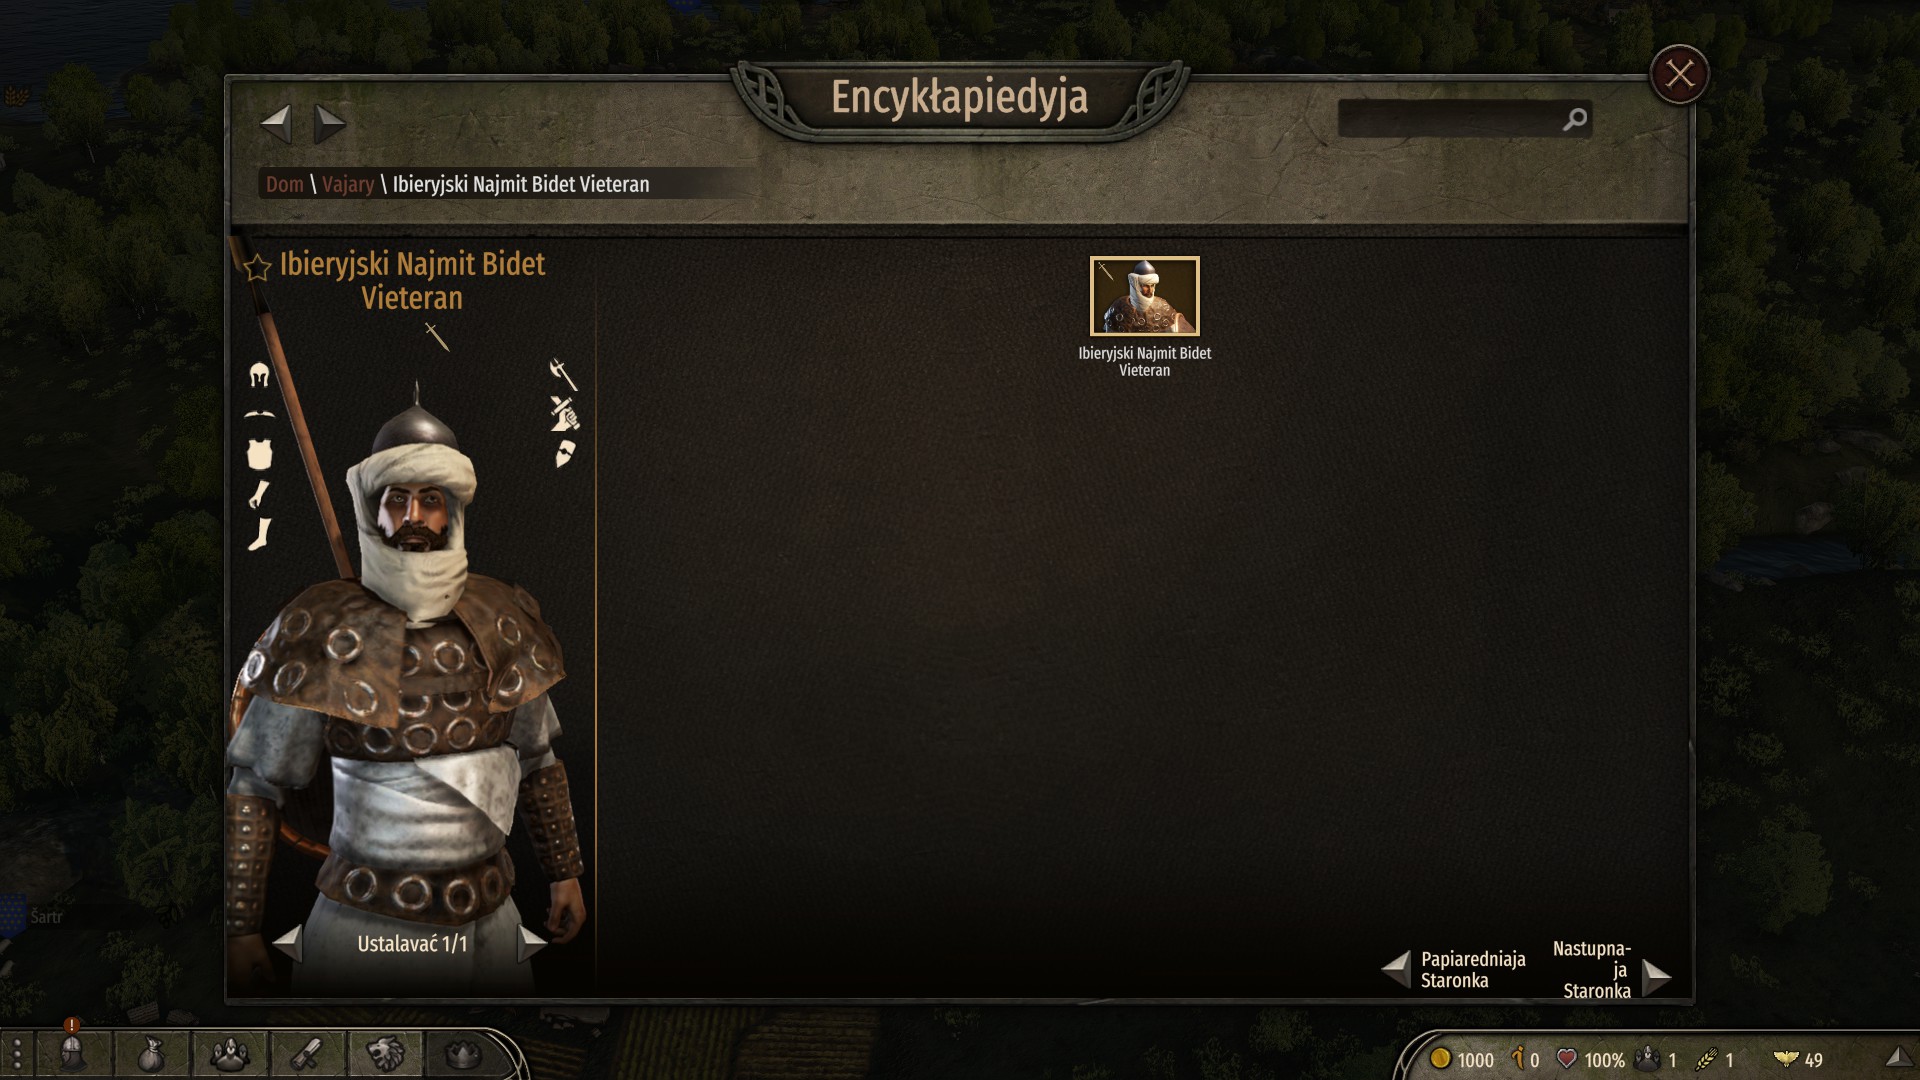 Encykłapiedyja
Dom \ Vajary \ Ibieryjski Najmit Bidet Vieteran
Ibieryjski Najmit Bidet
Vieteran
Ibieryjski Najmit Bidet
Vieteran
Ustalavać 1/1
Papiaredniaja
Staronka
Nastupna-
ja
Staronka
Šartr
!
1000
0
100%
1
1
49